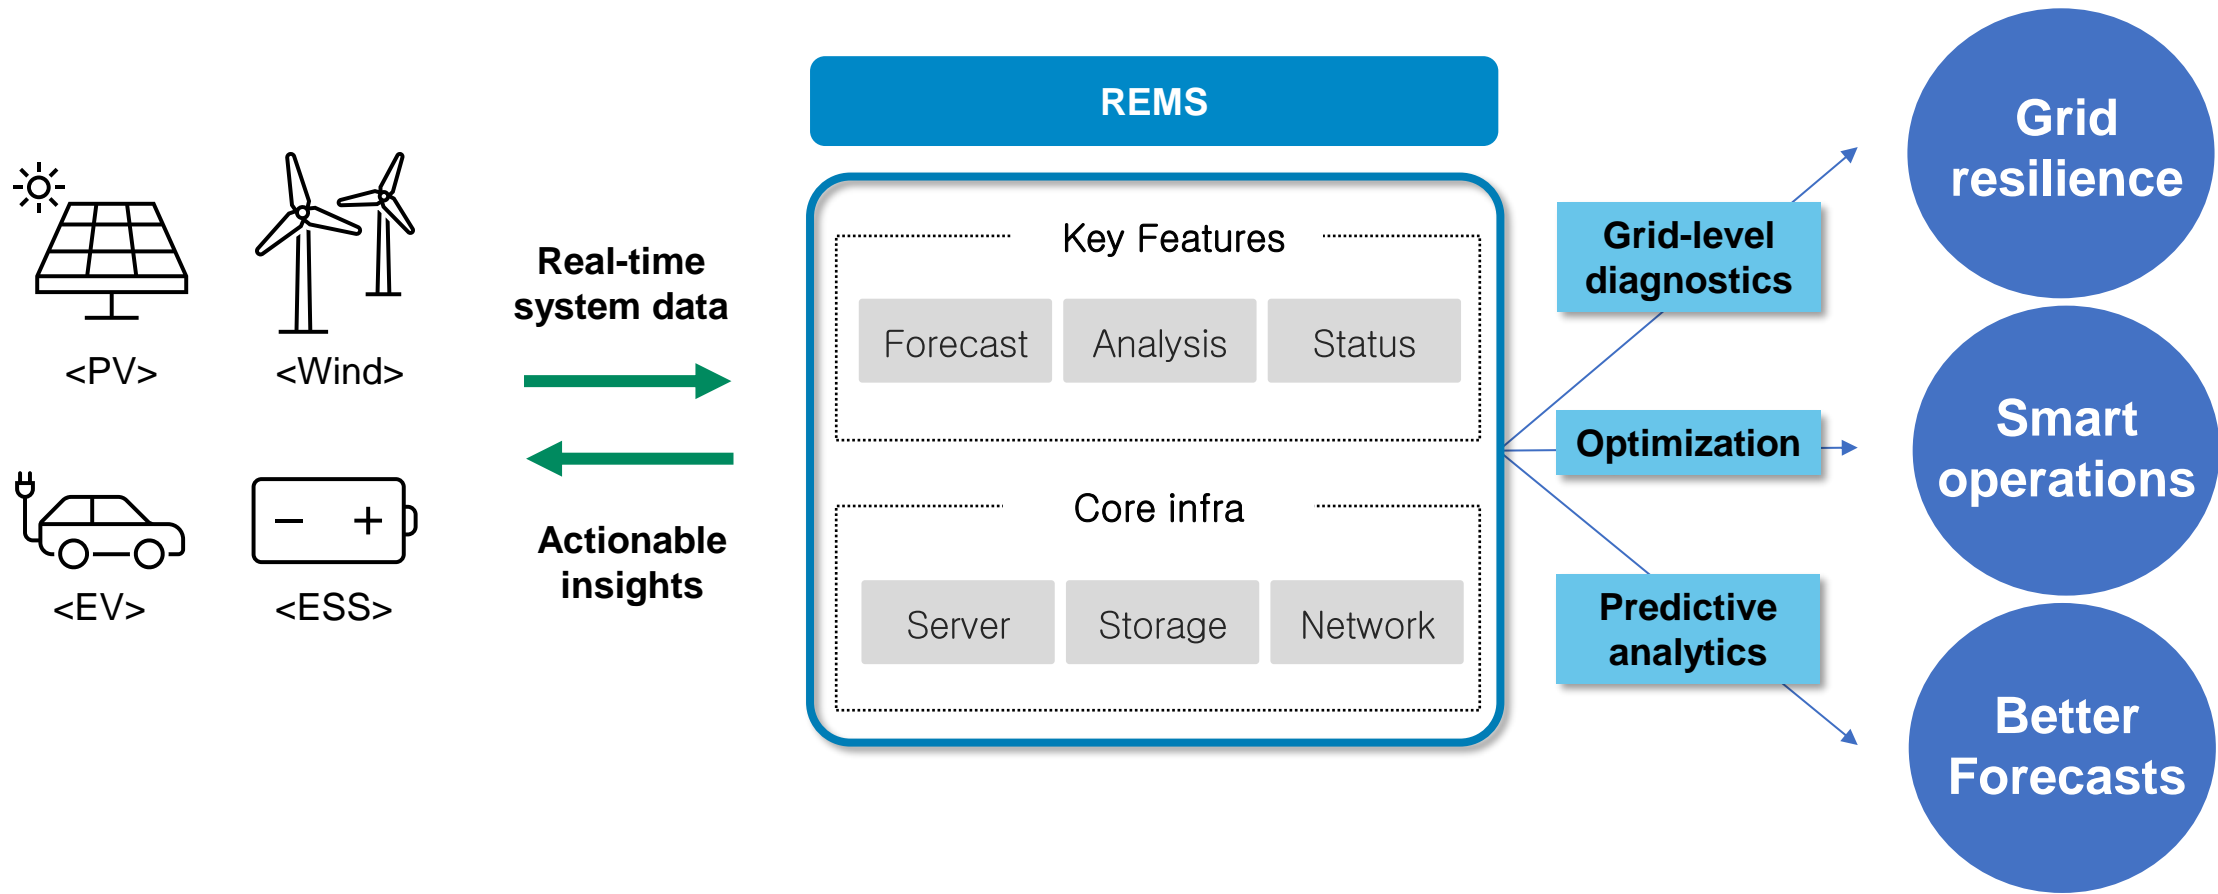 <PV>
<Wind>
<EV>
<ESS>
Real-time
system data
Actionable
insights
REMS
Key Features
Forecast
Analysis
Status
Core infra
Server
Storage
Network
Grid-level
diagnostics
Optimization
Predictive
analytics
Grid
resilience
Smart
operations
Better
Forecasts